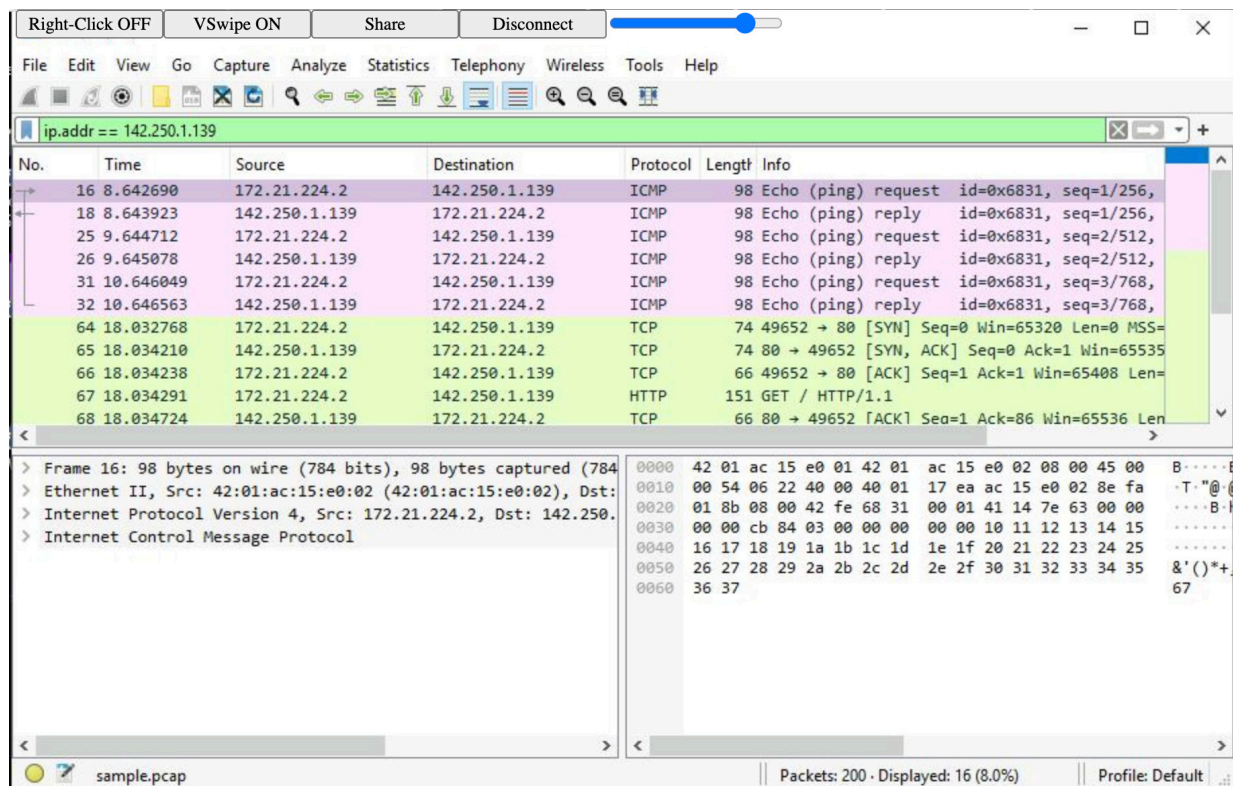 Right-Click OFF VSwipe ON Share Disconnect
File Edit View Go Capture Analyze Statistics Telephony Wireless Tools Help
ip.addr == 142.250.1.139
No. Time Source Destination Protocol Length Info
16 8.642690 172.21.224.2 142.250.1.139 ICMP 98 Echo (ping) request id=0x6831, seq=1/256,
18 8.643923 142.250.1.139 172.21.224.2 ICMP 98 Echo (ping) reply id=0x6831, seq=1/256,
25 9.644712 172.21.224.2 142.250.1.139 ICMP 98 Echo (ping) request id=0x6831, seq=2/512,
26 9.645078 142.250.1.139 172.21.224.2 ICMP 98 Echo (ping) reply id=0x6831, seq=2/512,
31 10.646049 172.21.224.2 142.250.1.139 ICMP 98 Echo (ping) request id=0x6831, seq=3/768,
32 10.646563 142.250.1.139 172.21.224.2 ICMP 98 Echo (ping) reply id=0x6831, seq=3/768,
64 18.032768 172.21.224.2 142.250.1.139 TCP 74 49652 → 80 [SYN] Seq=0 Win=65320 Len=0 MSS=
65 18.034210 142.250.1.139 172.21.224.2 TCP 74 80 → 49652 [SYN, ACK] Seq=0 Ack=1 Win=65535
66 18.034238 172.21.224.2 142.250.1.139 TCP 66 49652 → 80 [ACK] Seq=1 Ack=1 Win=65408 Len=
67 18.034291 172.21.224.2 142.250.1.139 HTTP 151 GET / HTTP/1.1
68 18.034724 142.250.1.139 172.21.224.2 TCP 66 80 → 49652 [ACK] Seq=1 Ack=86 Win=65536 Len
Frame 16: 98 bytes on wire (784 bits), 98 bytes captured (784
Ethernet II, Src: 42:01:ac:15:e0:02 (42:01:ac:15:e0:02), Dst:
Internet Protocol Version 4, Src: 172.21.224.2, Dst: 142.250.
Internet Control Message Protocol
0000 42 01 ac 15 e0 01 42 01 ac 15 e0 02 08 00 45 00 B·····B
0010 00 54 06 22 40 00 40 01 17 ea ac 15 e0 02 8e fa ·T·"@·@
0020 01 8b 08 00 42 fe 68 31 00 01 41 14 7e 63 00 00 ····B·h
0030 00 00 cb 84 03 00 00 00 00 00 10 11 12 13 14 15 ·······
0040 16 17 18 19 1a 1b 1c 1d 1e 1f 20 21 22 23 24 25 ·······
0050 26 27 28 29 2a 2b 2c 2d 2e 2f 30 31 32 33 34 35 &'()*+,
0060 36 37 67
sample.pcap Packets: 200 · Displayed: 16 (8.0%) Profile: Default